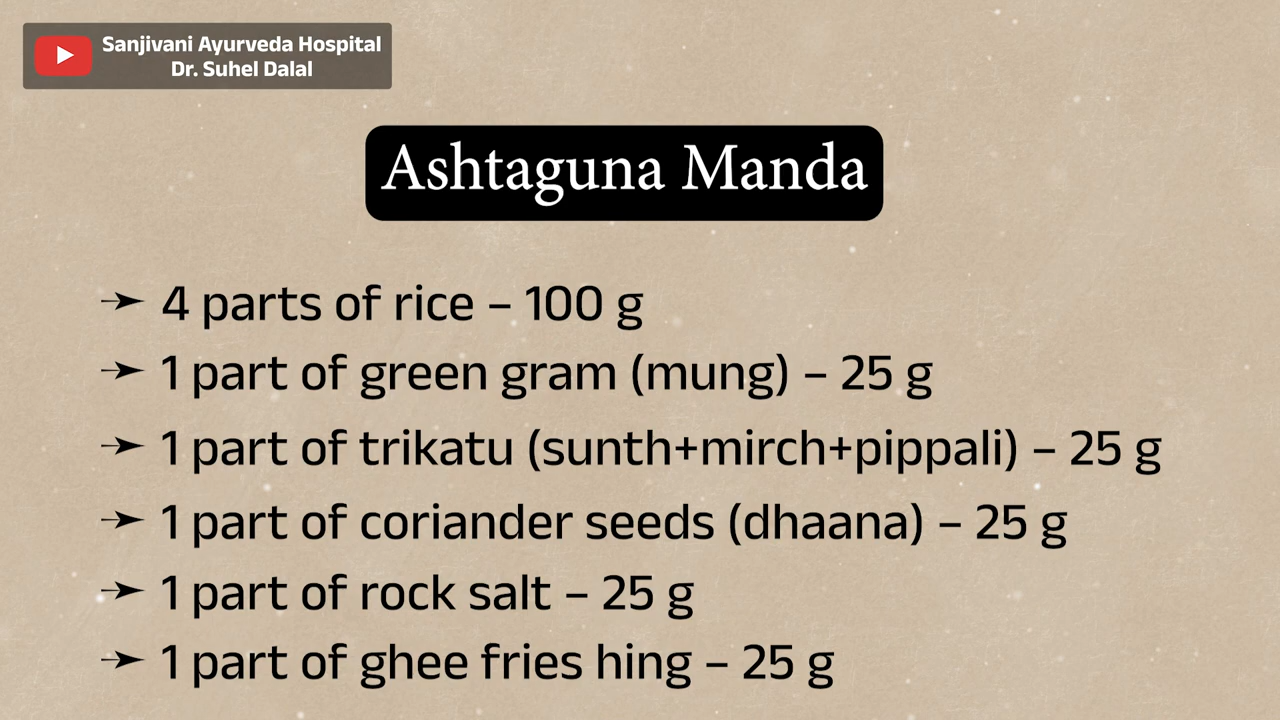 Sanjivani Ayurveda Hospital
Dr. Suhel Dalal
Ashtaguna Manda
4 parts of rice – 100 g
1 part of green gram (mung) – 25 g
1 part of trikatu (sunth+mirch+pippali) – 25 g
1 part of coriander seeds (dhaana) – 25 g
1 part of rock salt – 25 g
1 part of ghee fries hing – 25 g